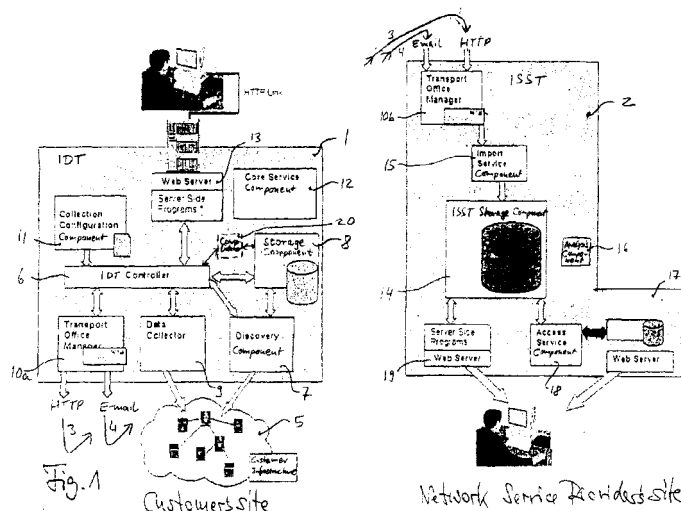 3
4
Email HTTP
HTTP Link
Transport
Office
Manager
ISST
2
10b
IDT
1
13
Web Server
Server Side
Programs
Core Service
Component
12
15
Import
Service
Component
Collection
Configuration
Component
11
20
Storage
Component
8
ISST Storage Component
Analysis
Component
16
6
IDT Controller
14
17
Transport
Office
Manager
10a
Data
Collector
9
Discovery
Component
7
Server Side
Programs
Web Server
19
Access
Service
Component
18
Web Server
HTTP E-mail
3 4
5
Customer
Infrastructure
Fig. 1
Customers site
Network Service Providers site